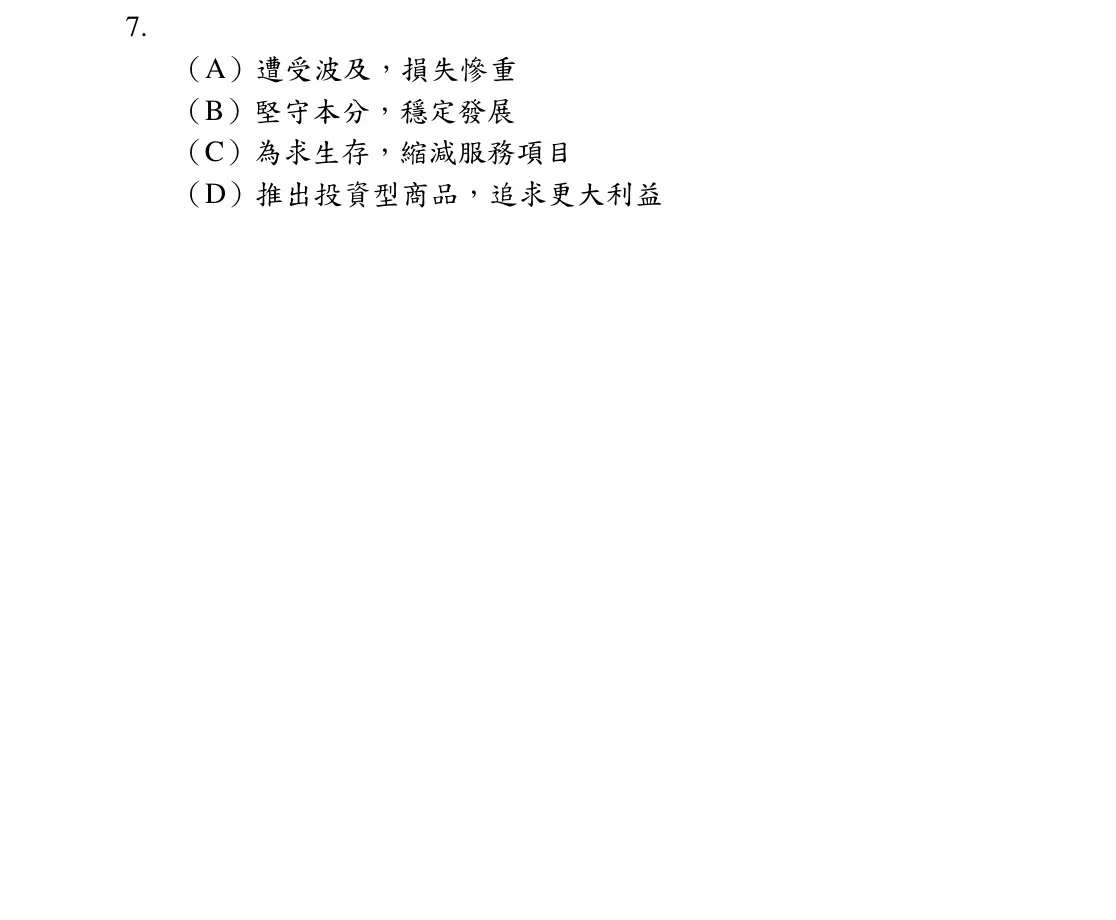 7.
（A）遭受波及，損失慘重
（B）堅守本分，穩定發展
（C）為求生存，縮減服務項目
（D）推出投資型商品，追求更大利益